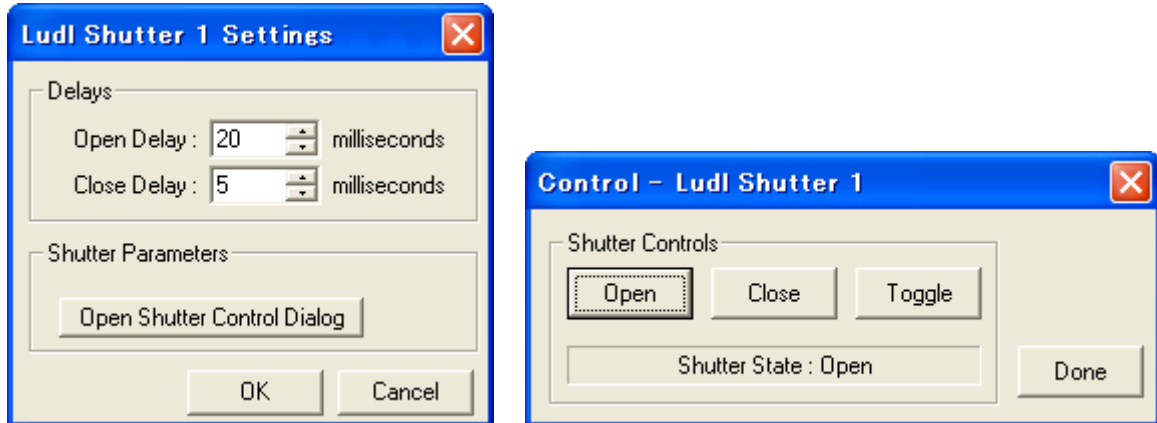 Ludl Shutter 1 Settings
Delays
Open Delay : 20 milliseconds
Close Delay : 5 milliseconds
Shutter Parameters
Open Shutter Control Dialog
OK Cancel
Control - Ludl Shutter 1
Shutter Controls
Open Close Toggle
Shutter State : Open
Done